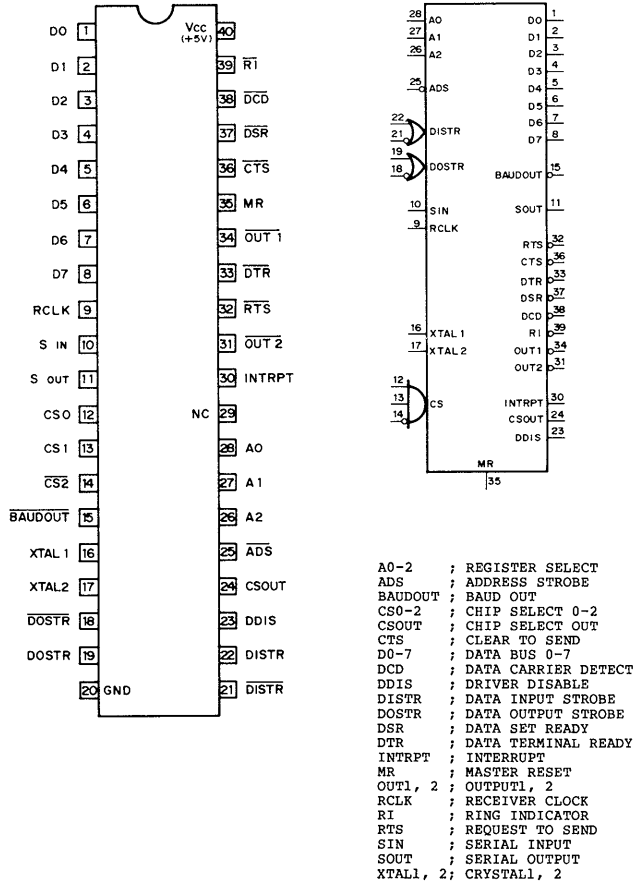 D0 1 Vcc (+5V) 40
D1 2 39 RI
D2 3 38 DCD
D3 4 37 DSR
D4 5 36 CTS
D5 6 35 MR
D6 7 34 OUT 1
D7 8 33 DTR
RCLK 9 32 RTS
S IN 10 31 OUT 2
S OUT 11 30 INTRPT
CS0 12 NC 29
CS1 13 28 A0
CS2 14 27 A1
BAUDOUT 15 26 A2
XTAL 1 16 25 ADS
XTAL2 17 24 CSOUT
DOSTR 18 23 DDIS
DOSTR 19 22 DISTR
20 GND 21 DISTR
28 A0 D0 1
27 A1 D1 2
26 A2 D2 3
D3 4
25 ADS D4 5
D5 6
22 D6 7
21 DISTR D7 8
19
18 DOSTR BAUDOUT 15
10 SIN SOUT 11
9 RCLK
RTS 32
CTS 36
DTR 33
DSR 37
DCD 38
16 XTAL 1 RI 39
17 XTAL 2 OUT1 34
OUT2 31
12
13 CS INTRPT 30
14 CSOUT 24
DDIS 23
MR
35
A0-2 ; REGISTER SELECT
ADS ; ADDRESS STROBE
BAUDOUT ; BAUD OUT
CS0-2 ; CHIP SELECT 0-2
CSOUT ; CHIP SELECT OUT
CTS ; CLEAR TO SEND
D0-7 ; DATA BUS 0-7
DCD ; DATA CARRIER DETECT
DDIS ; DRIVER DISABLE
DISTR ; DATA INPUT STROBE
DOSTR ; DATA OUTPUT STROBE
DSR ; DATA SET READY
DTR ; DATA TERMINAL READY
INTRPT ; INTERRUPT
MR ; MASTER RESET
OUT1, 2 ; OUTPUT1, 2
RCLK ; RECEIVER CLOCK
RI ; RING INDICATOR
RTS ; REQUEST TO SEND
SIN ; SERIAL INPUT
SOUT ; SERIAL OUTPUT
XTAL1, 2; CRYSTAL1, 2